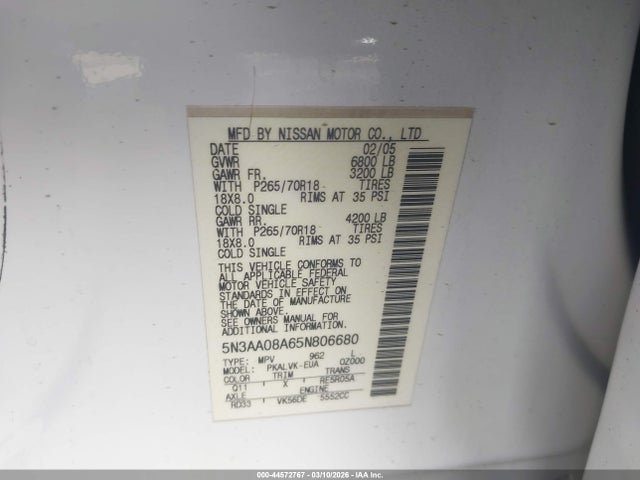 MFD BY NISSAN MOTOR CO., LTD
DATE 02/05
GVWR 6800 LB
GAWR FR. 3200 LB
WITH P265/70R18 TIRES
18X8.0 RIMS AT 35 PSI
COLD SINGLE
GAWR RR. 4200 LB
WITH P265/70R18 TIRES
18X8.0 RIMS AT 35 PSI
COLD SINGLE
THIS VEHICLE CONFORMS TO
ALL APPLICABLE FEDERAL
MOTOR VEHICLE SAFETY
STANDARDS IN EFFECT ON
THE DATE OF MANUFACTURE
SHOWN ABOVE.
SEE OWNERS MANUAL FOR
ADDITIONAL INFORMATION.
5N3AA08A65N806680
TYPE: MPV 962 L
MODEL: PKALVK-EUA QZ000
COLOR TRIM TRANS
Q11 X RE5R05A
AXLE ENGINE
RD33 VK56DE 5552CC
000-44572767 - 03/10/2026 - IAA Inc.